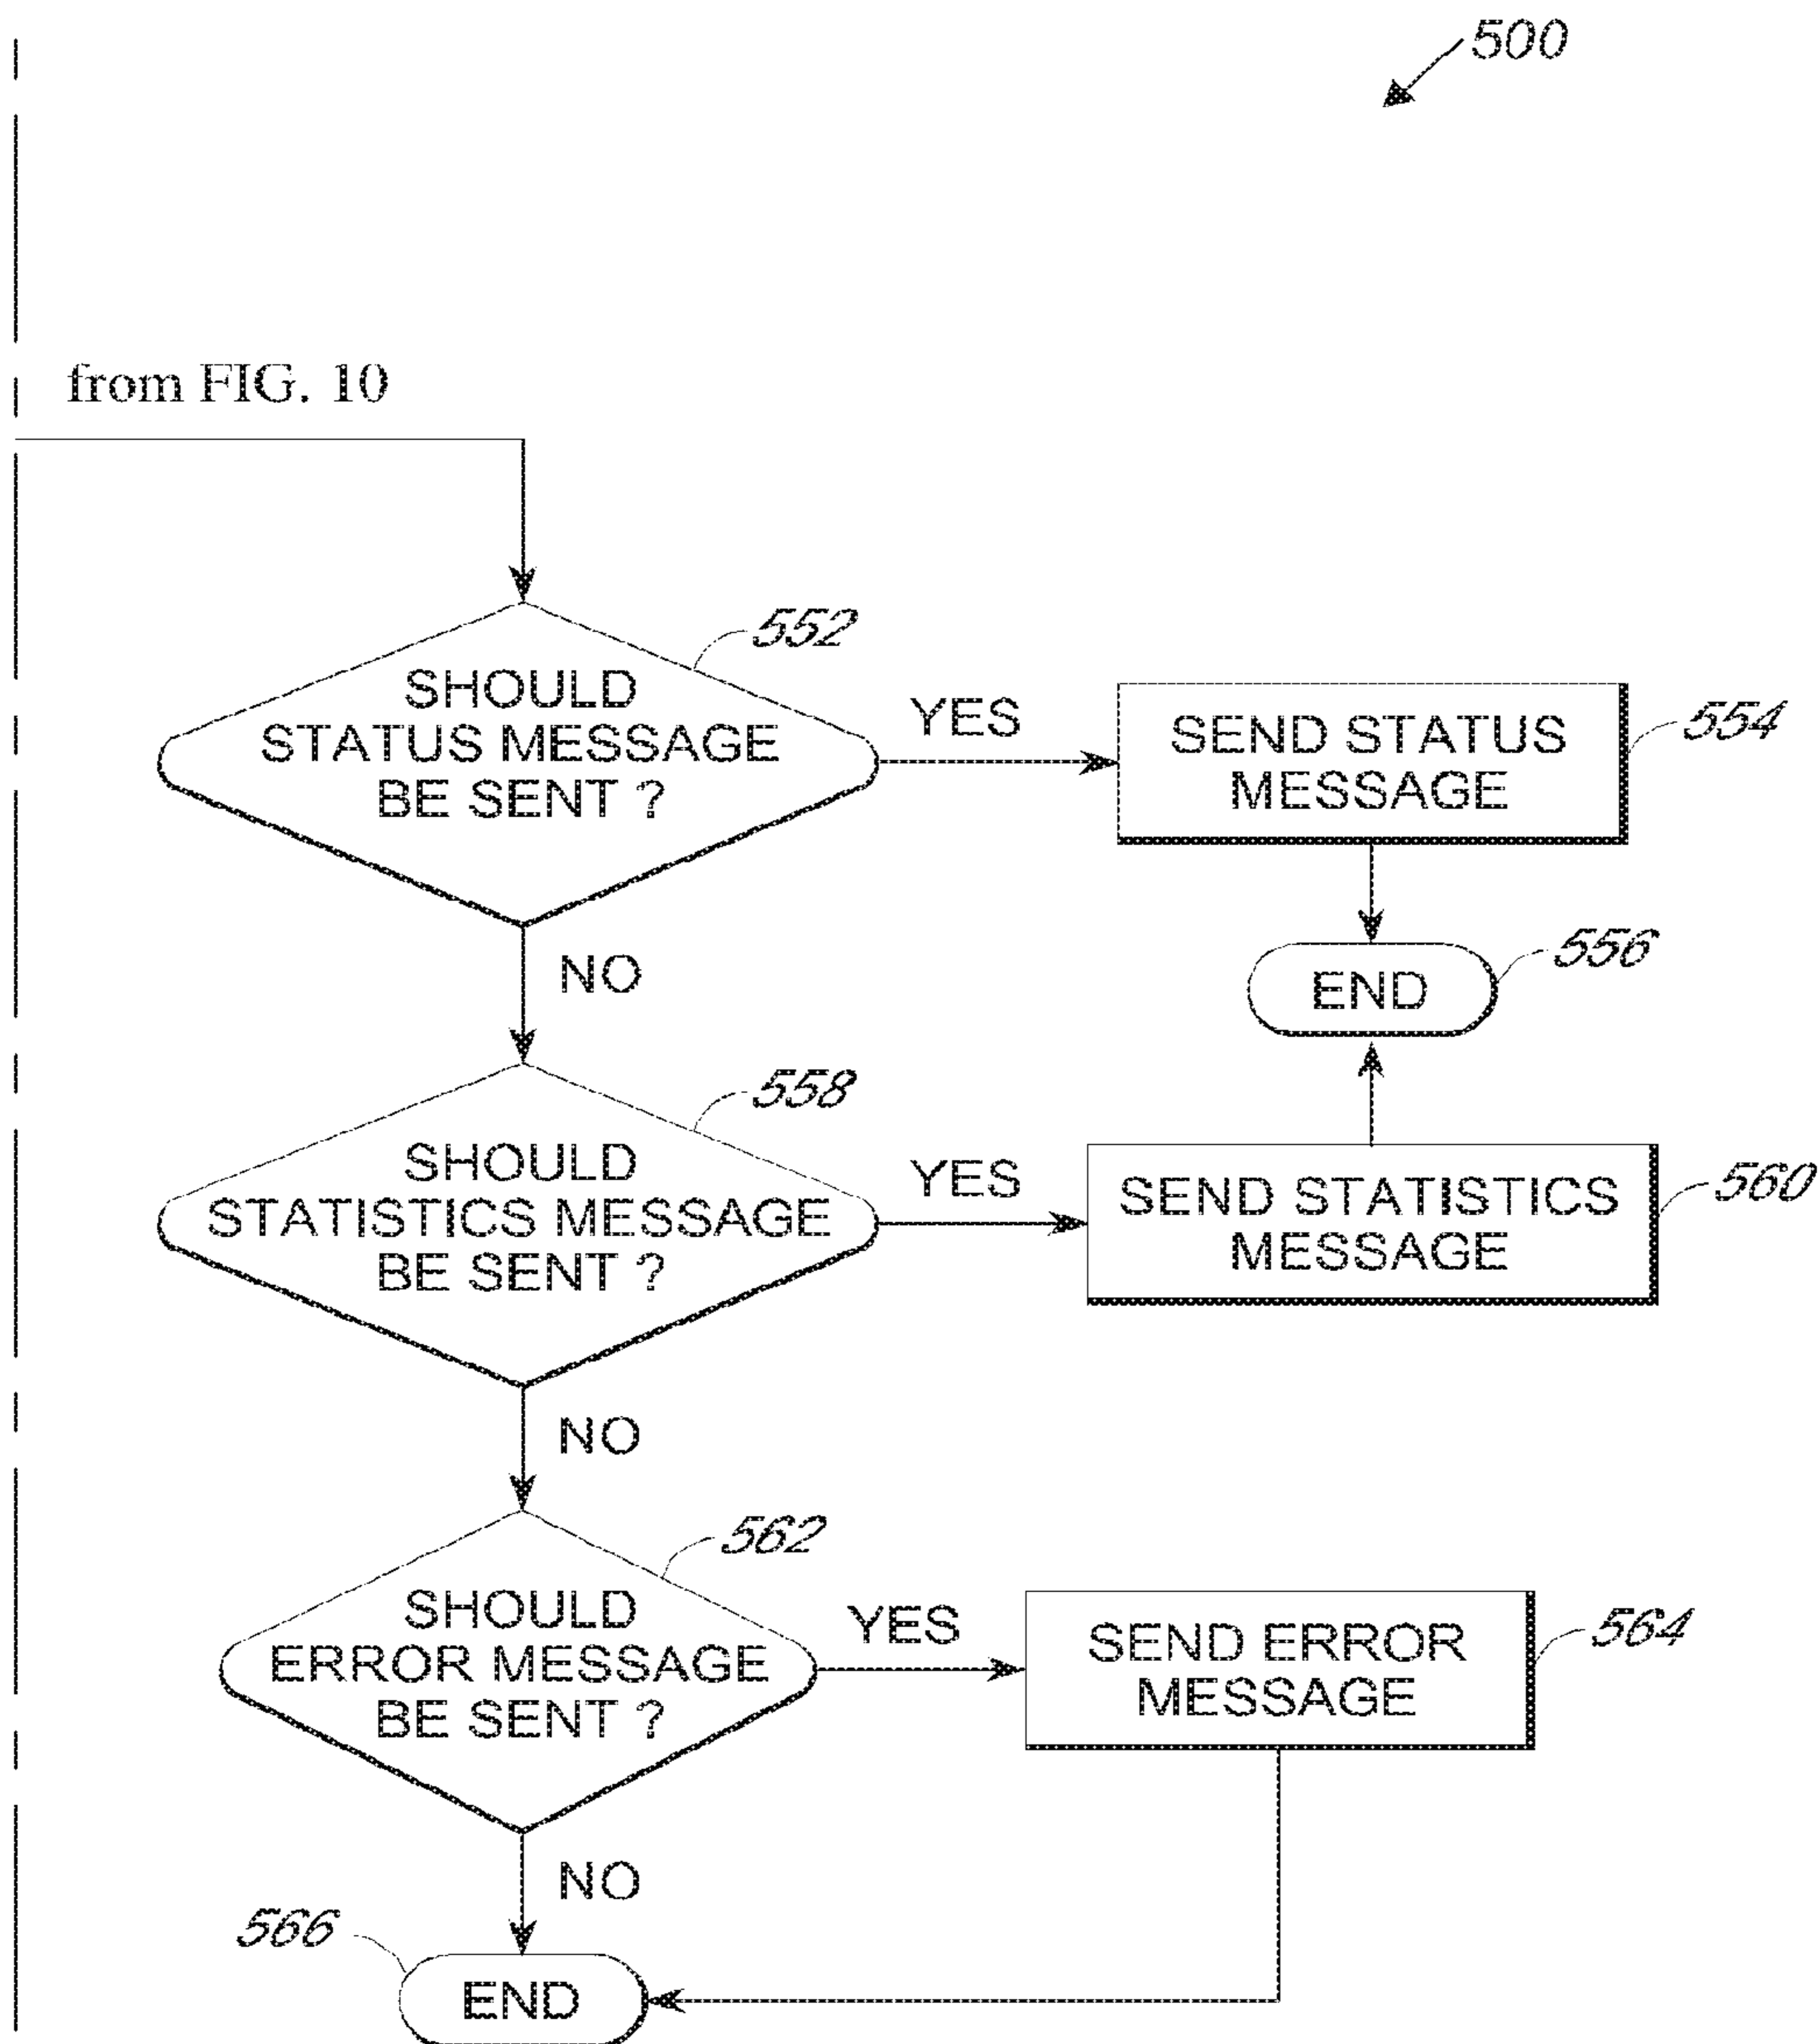 500
from FIG. 10
552
SHOULD
STATUS MESSAGE
BE SENT ?
YES
SEND STATUS
MESSAGE
554
NO
END
556
558
SHOULD
STATISTICS MESSAGE
BE SENT ?
YES
SEND STATISTICS
MESSAGE
560
NO
562
SHOULD
ERROR MESSAGE
BE SENT ?
YES
SEND ERROR
MESSAGE
564
NO
566
END